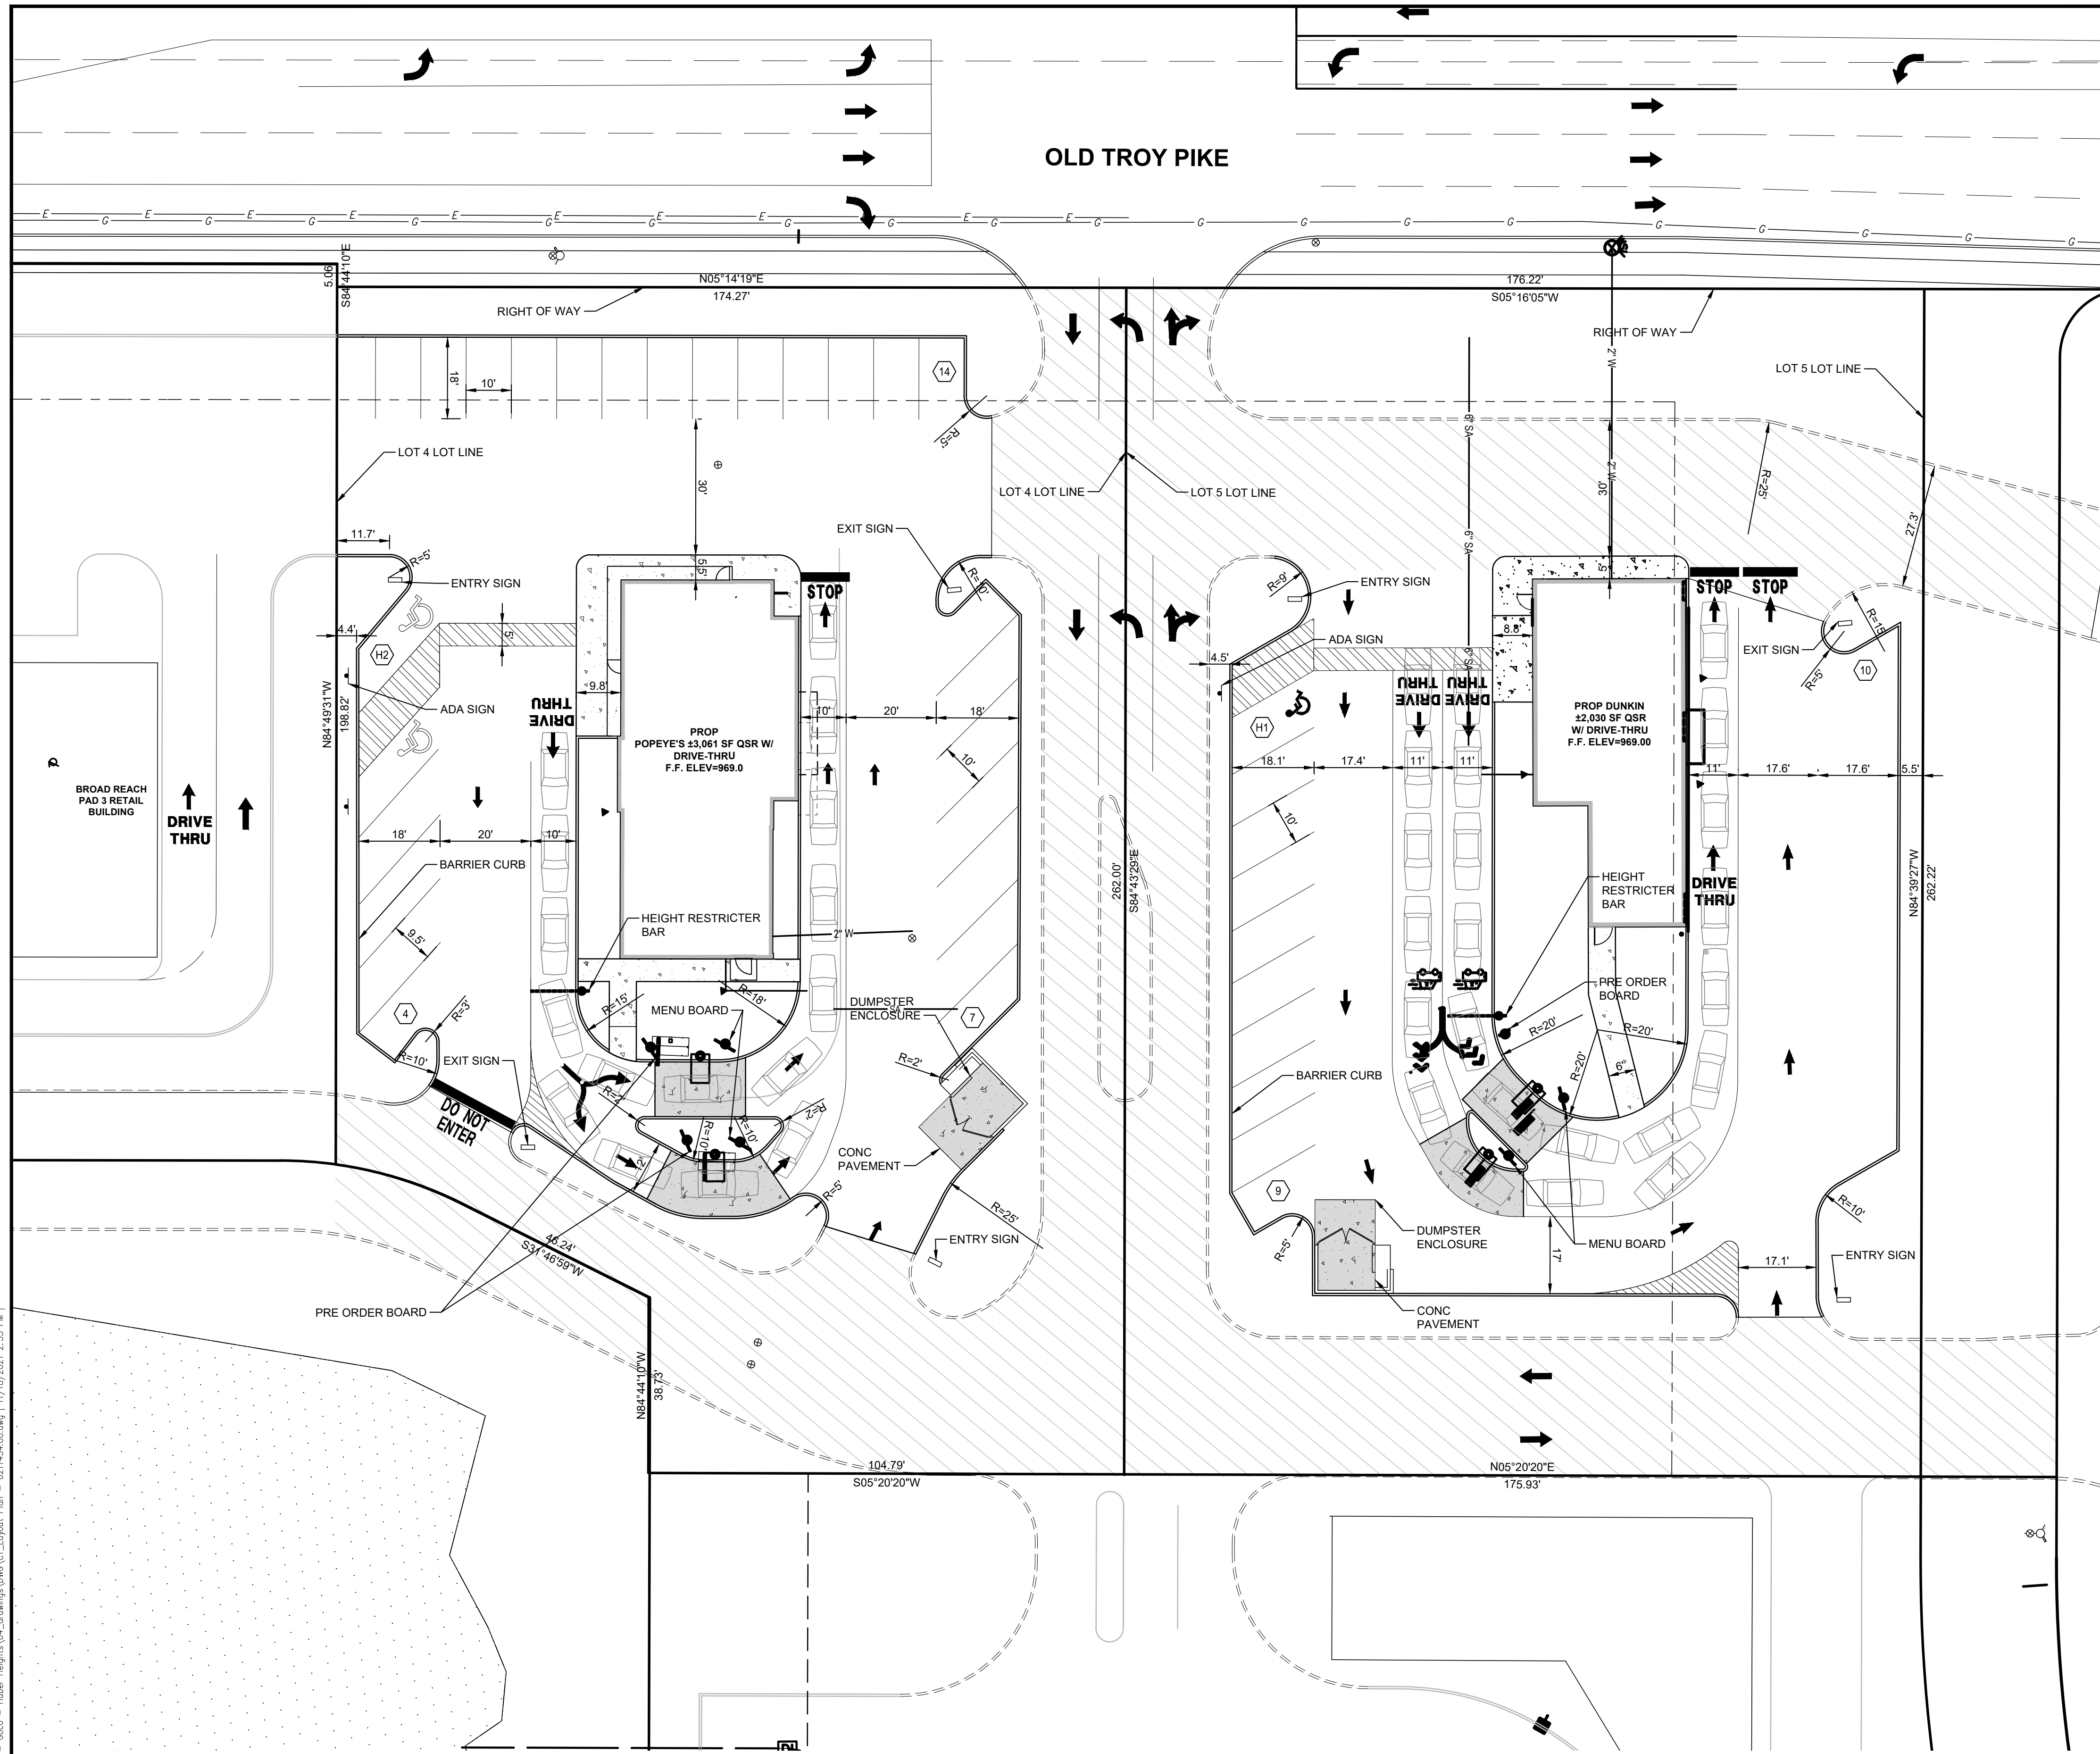 OLD TROY PIKE
E G E G E G E G E G E G E G E G G E G E G G G G G G G G G G G
5.06
S84°44'10"E
N05°14'19"E
174.27'
RIGHT OF WAY
176.22'
S05°16'05"W
RIGHT OF WAY
2" W
LOT 5 LOT LINE
14
18'
10'
R=5'
LOT 4 LOT LINE
30'
LOT 4 LOT LINE
LOT 5 LOT LINE
6" SA
2" W
30'
R=25'
27.3'
EXIT SIGN
11.7'
R=5'
ENTRY SIGN
5.5'
STOP
R=10'
R=9'
ENTRY SIGN
6" SA
5'
STOP
STOP
R=15'
4.4'
H2
5'
4.5'
ADA SIGN
8.8'
6" SA
EXIT SIGN
R=5'
10
N84°49'31"W
198.82'
ADA SIGN
DRIVE
THRU
9.8'
10'
20'
18'
H1
DRIVE
THRU
DRIVE
THRU
PROP
POPEYE'S ±3,061 SF QSR W/
DRIVE-THRU
F.F. ELEV=969.0
PROP DUNKIN
±2,030 SF QSR
W/ DRIVE-THRU
F.F. ELEV=969.00
10'
18.1'
17.4'
11'
11'
11'
17.6'
17.6'
5.5'
BROAD REACH
PAD 3 RETAIL
BUILDING
DRIVE
THRU
18'
20'
10'
10'
BARRIER CURB
262.00'
S84°43'29"E
HEIGHT
RESTRICTER
BAR
DRIVE
THRU
N84°39'27"W
262.22'
9.5'
HEIGHT RESTRICTER
BAR
2" W
R=15'
R=18'
MENU BOARD
DUMPSTER
ENCLOSURE
SA
7
PRE ORDER
BOARD
4
R=3'
R=20'
R=20'
R=10'
EXIT SIGN
R=2'
R=20'
6'
BARRIER CURB
DO NOT
ENTER
R=2'
R=2'
R=10'
R=10'
12'
CONC
PAVEMENT
R=5'
R=25'
9
R=10'
46.24'
S31°46'59"W
ENTRY SIGN
R=5'
DUMPSTER
ENCLOSURE
17'
MENU BOARD
17.1'
ENTRY SIGN
PRE ORDER BOARD
CONC
PAVEMENT
N84°44'10"W
38.73'
104.79'
S05°20'20"W
N05°20'20"E
175.93'